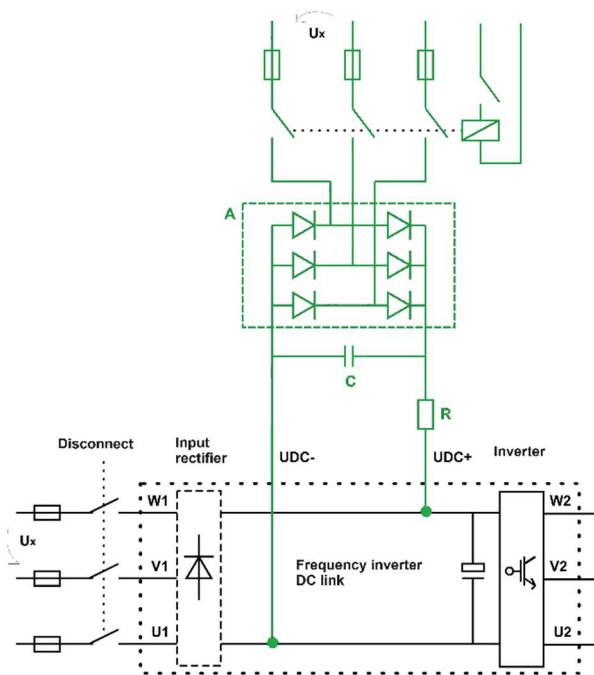 Ux
A
C
R
Disconnect
Input
rectifier
UDC-
UDC+
Inverter
W1
W2
Ux
V1
Frequency inverter
DC link
V2
U1
U2